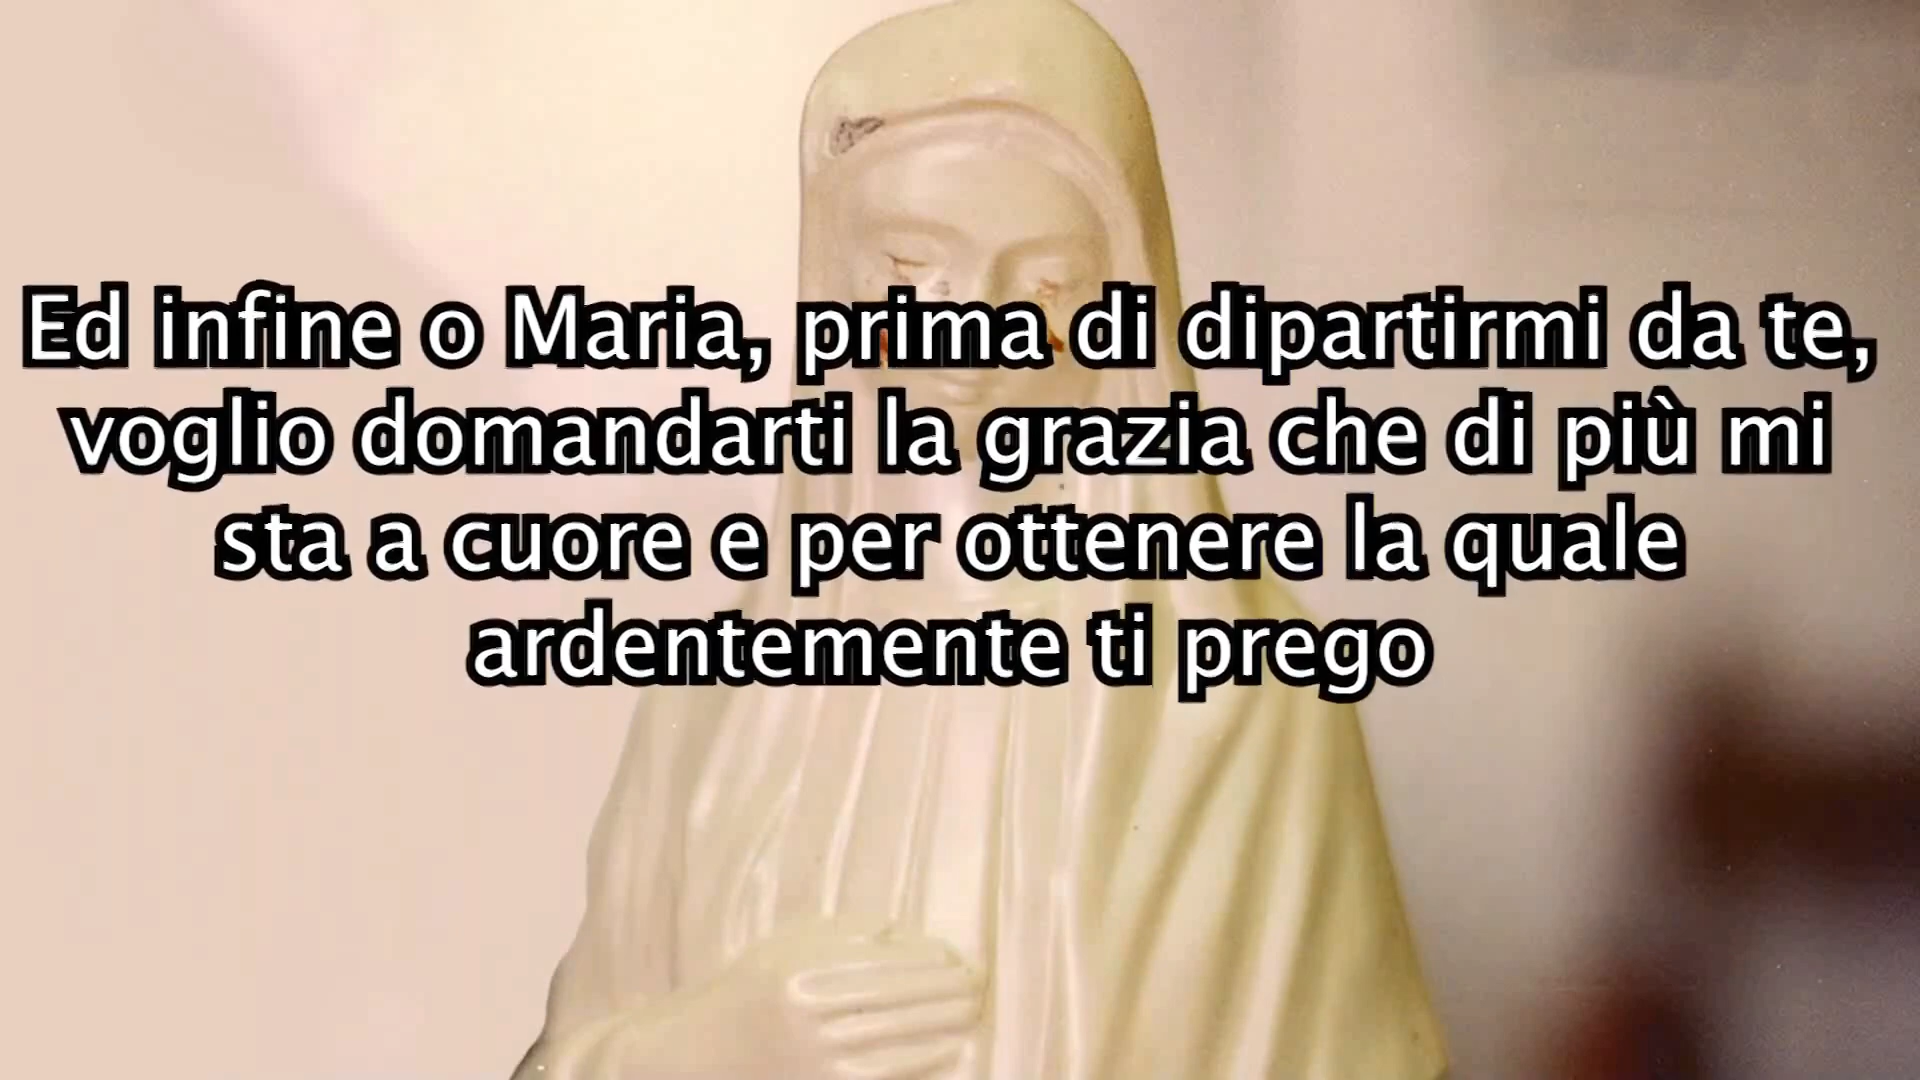 Ed infine o Maria, prima di dipartirmi da te,
voglio domandarti la grazia che di più mi
sta a cuore e per ottenere la quale
ardentemente ti prego